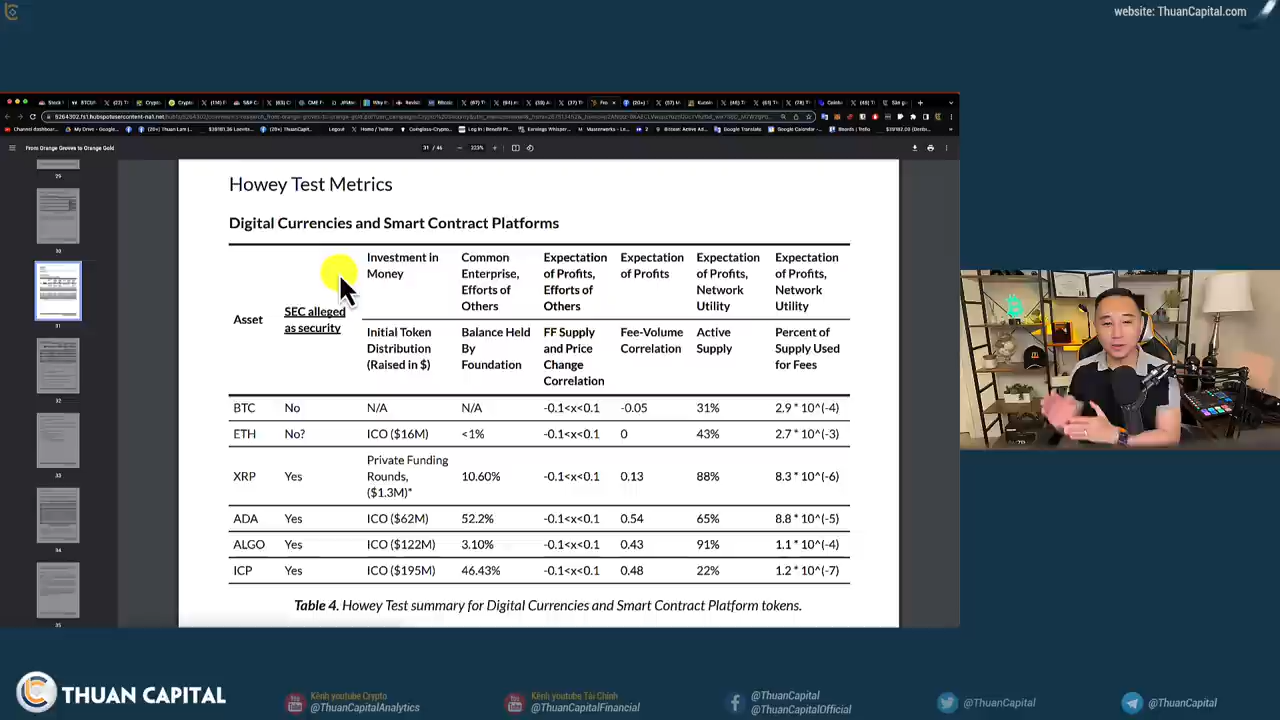 website: ThuanCapital.com
From Orange Groves to Orange Gold
31 / 46
223%
29
30
31
32
33
34
35
Howey Test Metrics
Digital Currencies and Smart Contract Platforms
Asset
SEC alleged
as security
Investment in
Money
Common
Enterprise,
Efforts of
Others
Expectation
of Profits,
Efforts of
Others
Expectation
of Profits
Expectation
of Profits,
Network
Utility
Expectation
of Profits,
Network
Utility
Initial Token
Distribution
(Raised in $)
Balance Held
By
Foundation
FF Supply
and Price
Change
Correlation
Fee-Volume
Correlation
Active
Supply
Percent of
Supply Used
for Fees
BTC No N/A N/A -0.1<x<0.1 -0.05 31% 2.9 * 10^(-4)
ETH No? ICO ($16M) <1% -0.1<x<0.1 0 43% 2.7 * 10^(-3)
XRP Yes Private Funding Rounds, ($1.3M)* 10.60% -0.1<x<0.1 0.13 88% 8.3 * 10^(-6)
ADA Yes ICO ($62M) 52.2% -0.1<x<0.1 0.54 65% 8.8 * 10^(-5)
ALGO Yes ICO ($122M) 3.10% -0.1<x<0.1 0.43 91% 1.1 * 10^(-4)
ICP Yes ICO ($195M) 46.43% -0.1<x<0.1 0.48 22% 1.2 * 10^(-7)
Table 4. Howey Test summary for Digital Currencies and Smart Contract Platform tokens.
THUAN CAPITAL
Kênh youtube Crypto
@ThuanCapitalAnalytics
Kênh youtube Tài Chính
@ThuanCapitalFinancial
@ThuanCapital
@ThuanCapitalOfficial
@ThuanCapital
@ThuanCapital